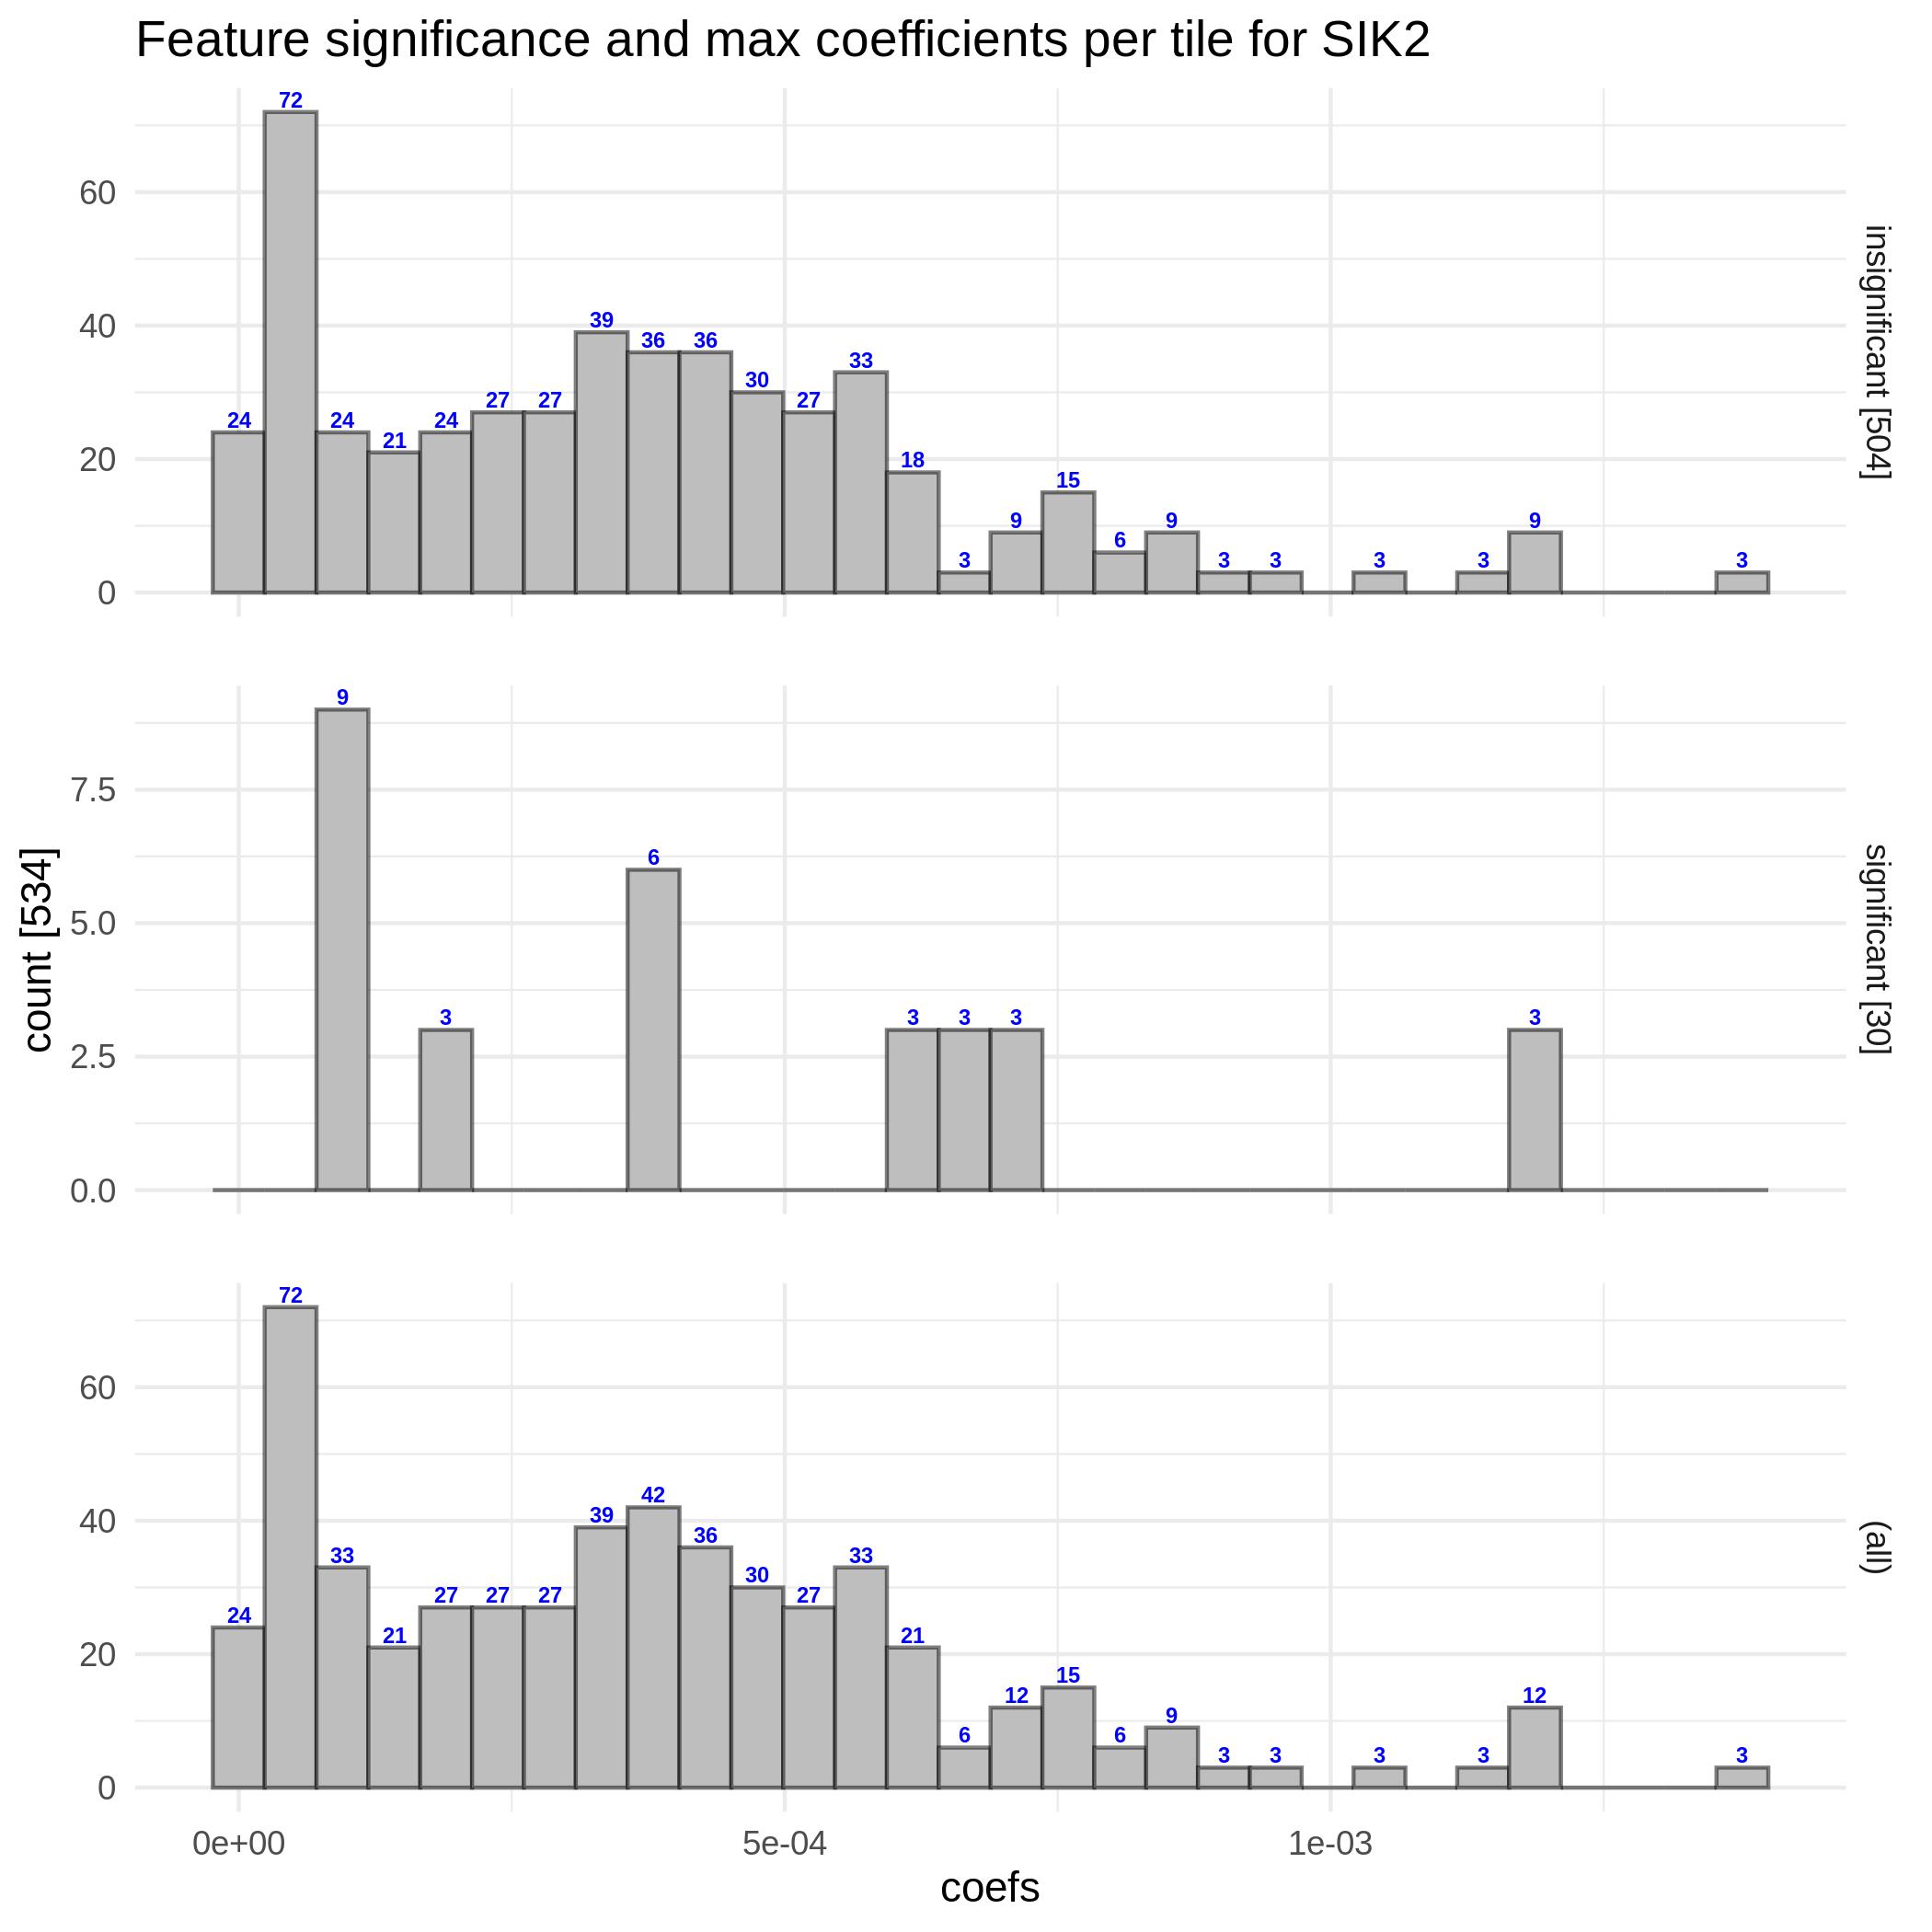 Feature significance and max coefficients per tile for SIK2
72
60
39
36 36
40
33
30
27 27 27
24 24 24
21
20
18
15
9 9 9
6
3 3 3 3 3 3
0
insignificant [504]
9
7.5
6
5.0
3 3 3 3 3
2.5
0.0
significant [30]
count [534]
72
60
42
39
40
36
33 33
30
27 27 27 27
24
21 21
20
15
12 12
9
6 6
3 3 3 3 3
0
(all)
0e+00 5e-04 1e-03
coefs